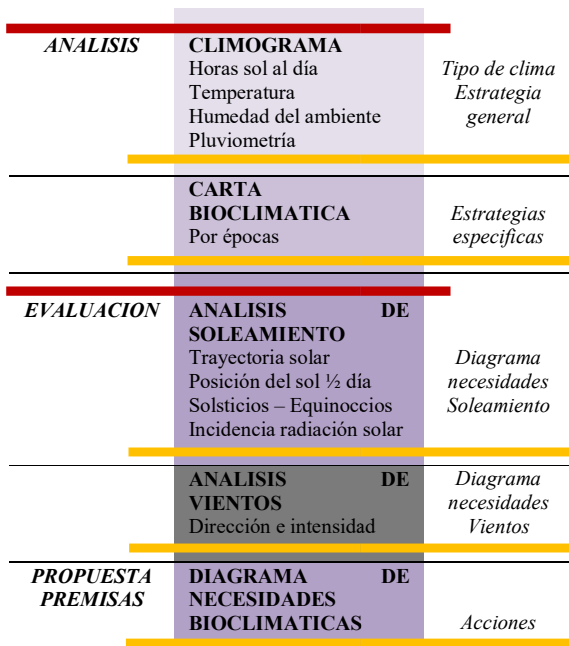 ANALISIS
CLIMOGRAMA
Horas sol al día
Temperatura
Humedad del ambiente
Pluviometría
Tipo de clima
Estrategia
general
CARTA
BIOCLIMATICA
Por épocas
Estrategias
especificas
EVALUACION
ANALISIS DE
SOLEAMIENTO
Trayectoria solar
Posición del sol ½ día
Solsticios – Equinoccios
Incidencia radiación solar
Diagrama
necesidades
Soleamiento
ANALISIS DE
VIENTOS
Dirección e intensidad
Diagrama
necesidades
Vientos
PROPUESTA
PREMISAS
DIAGRAMA DE
NECESIDADES
BIOCLIMATICAS
Acciones